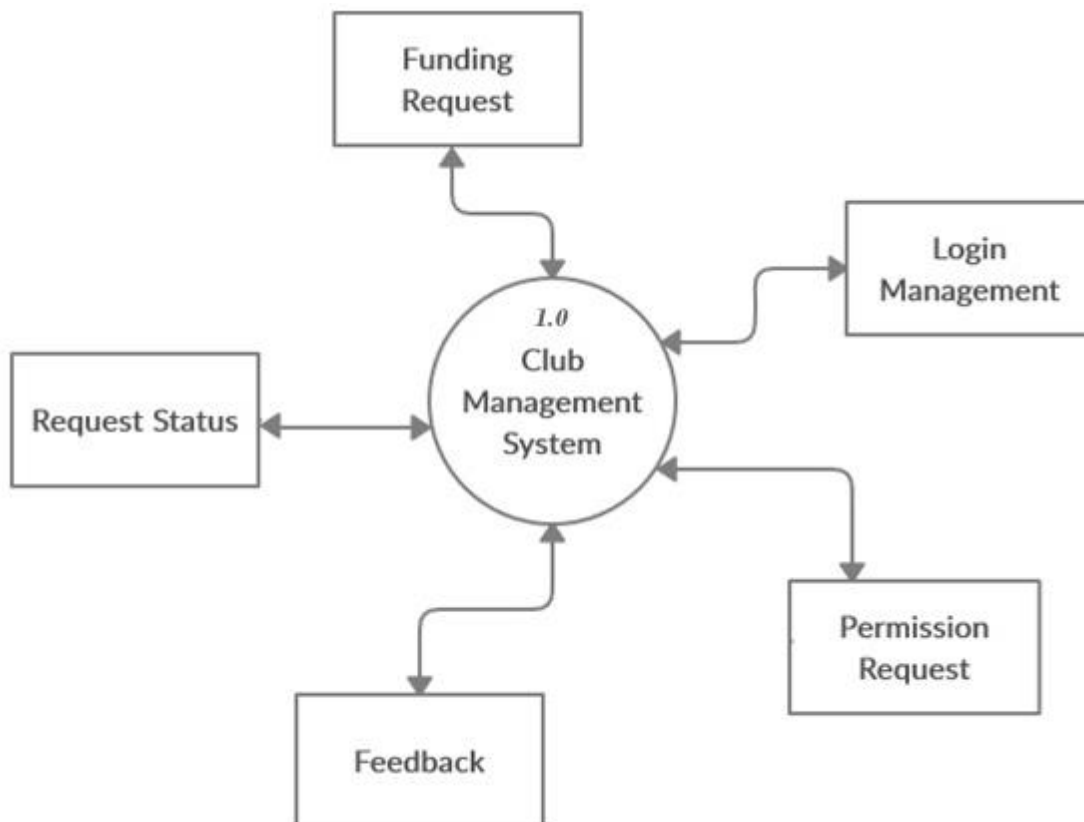 Funding
Request
Login
Management
1.0
Club
Management
System
Request Status
Permission
Request
Feedback